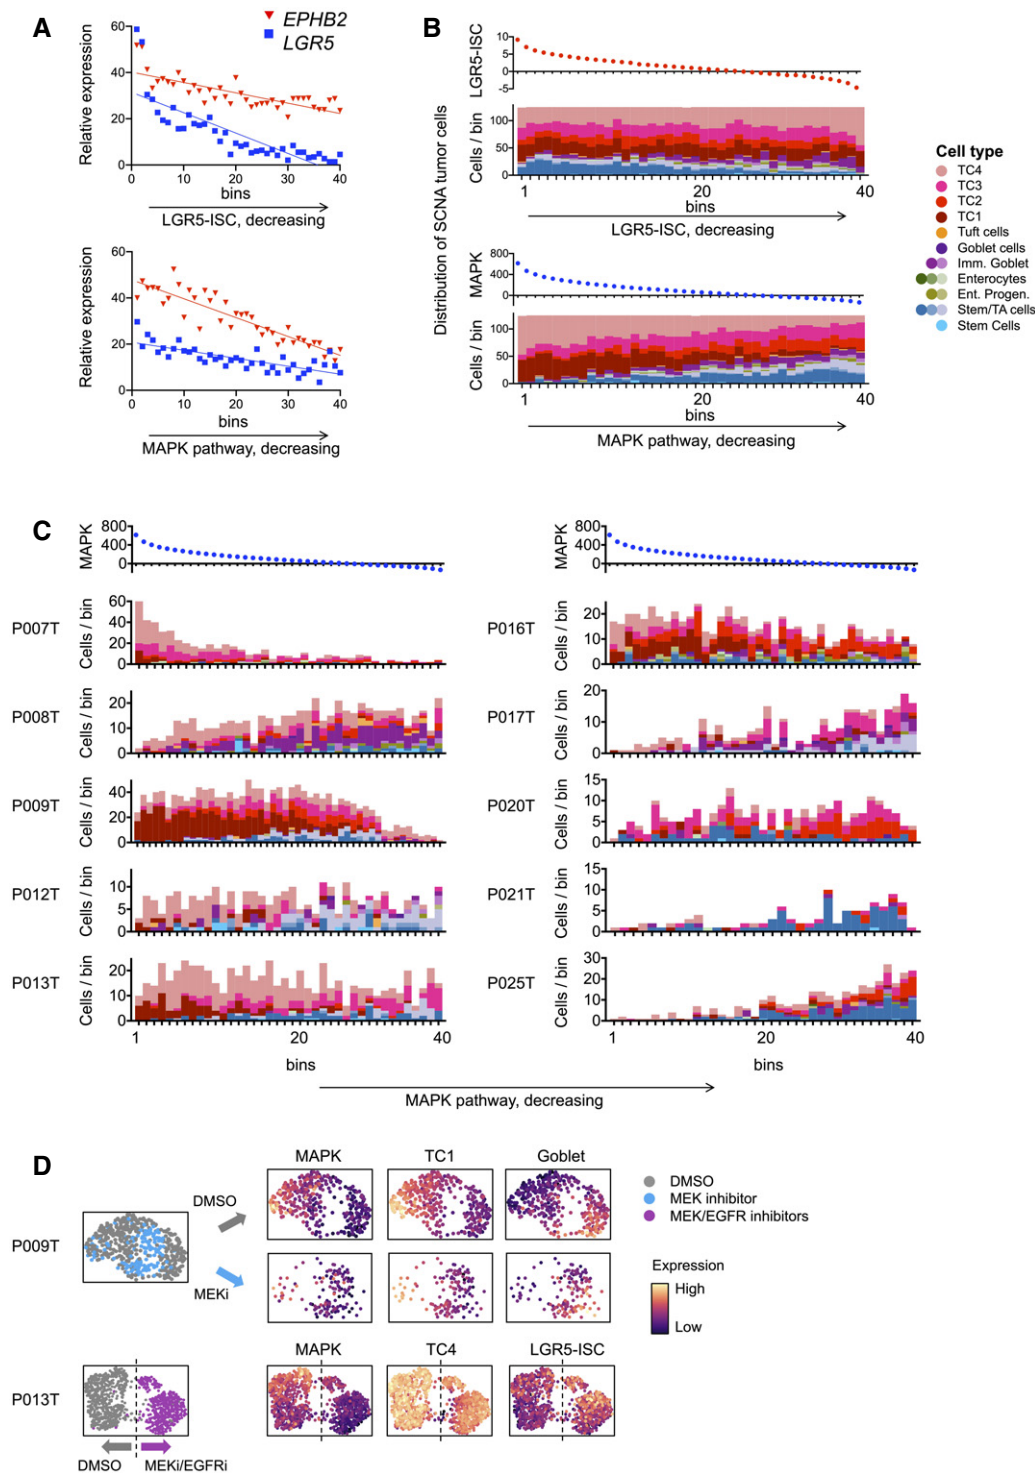 A
EPHB2
LGR5
Relative expression
60
40
20
0
0
10
20
30
40
bins
LGR5-ISC, decreasing
Relative expression
60
40
20
0
0
10
20
30
40
bins
MAPK pathway, decreasing
B
Distribution of SCNA tumor cells
LGR5-ISC
10
5
0
-5
Cells / bin
100
50
0
1
20
40
bins
LGR5-ISC, decreasing
MAPK
800
400
0
Cells / bin
100
50
0
1
20
40
bins
MAPK pathway, decreasing
Cell type
TC4
TC3
TC2
TC1
Tuft cells
Goblet cells
Imm. Goblet
Enterocytes
Ent. Progen.
Stem/TA cells
Stem Cells
C
MAPK
800
400
0
P007T
Cells / bin
60
40
20
0
P008T
Cells / bin
20
10
0
P009T
Cells / bin
40
20
0
P012T
Cells / bin
10
5
0
P013T
Cells / bin
20
10
0
1
20
40
bins
MAPK
800
400
0
P016T
Cells / bin
20
10
0
P017T
Cells / bin
20
10
0
P020T
Cells / bin
15
10
5
0
P021T
Cells / bin
15
10
5
0
P025T
Cells / bin
30
20
10
0
1
20
40
bins
MAPK pathway, decreasing
D
MAPK
TC1
Goblet
DMSO
P009T
MEKi
DMSO
MEK inhibitor
MEK/EGFR inhibitors
Expression
High
Low
MAPK
TC4
LGR5-ISC
P013T
DMSO
MEKi/EGFRi